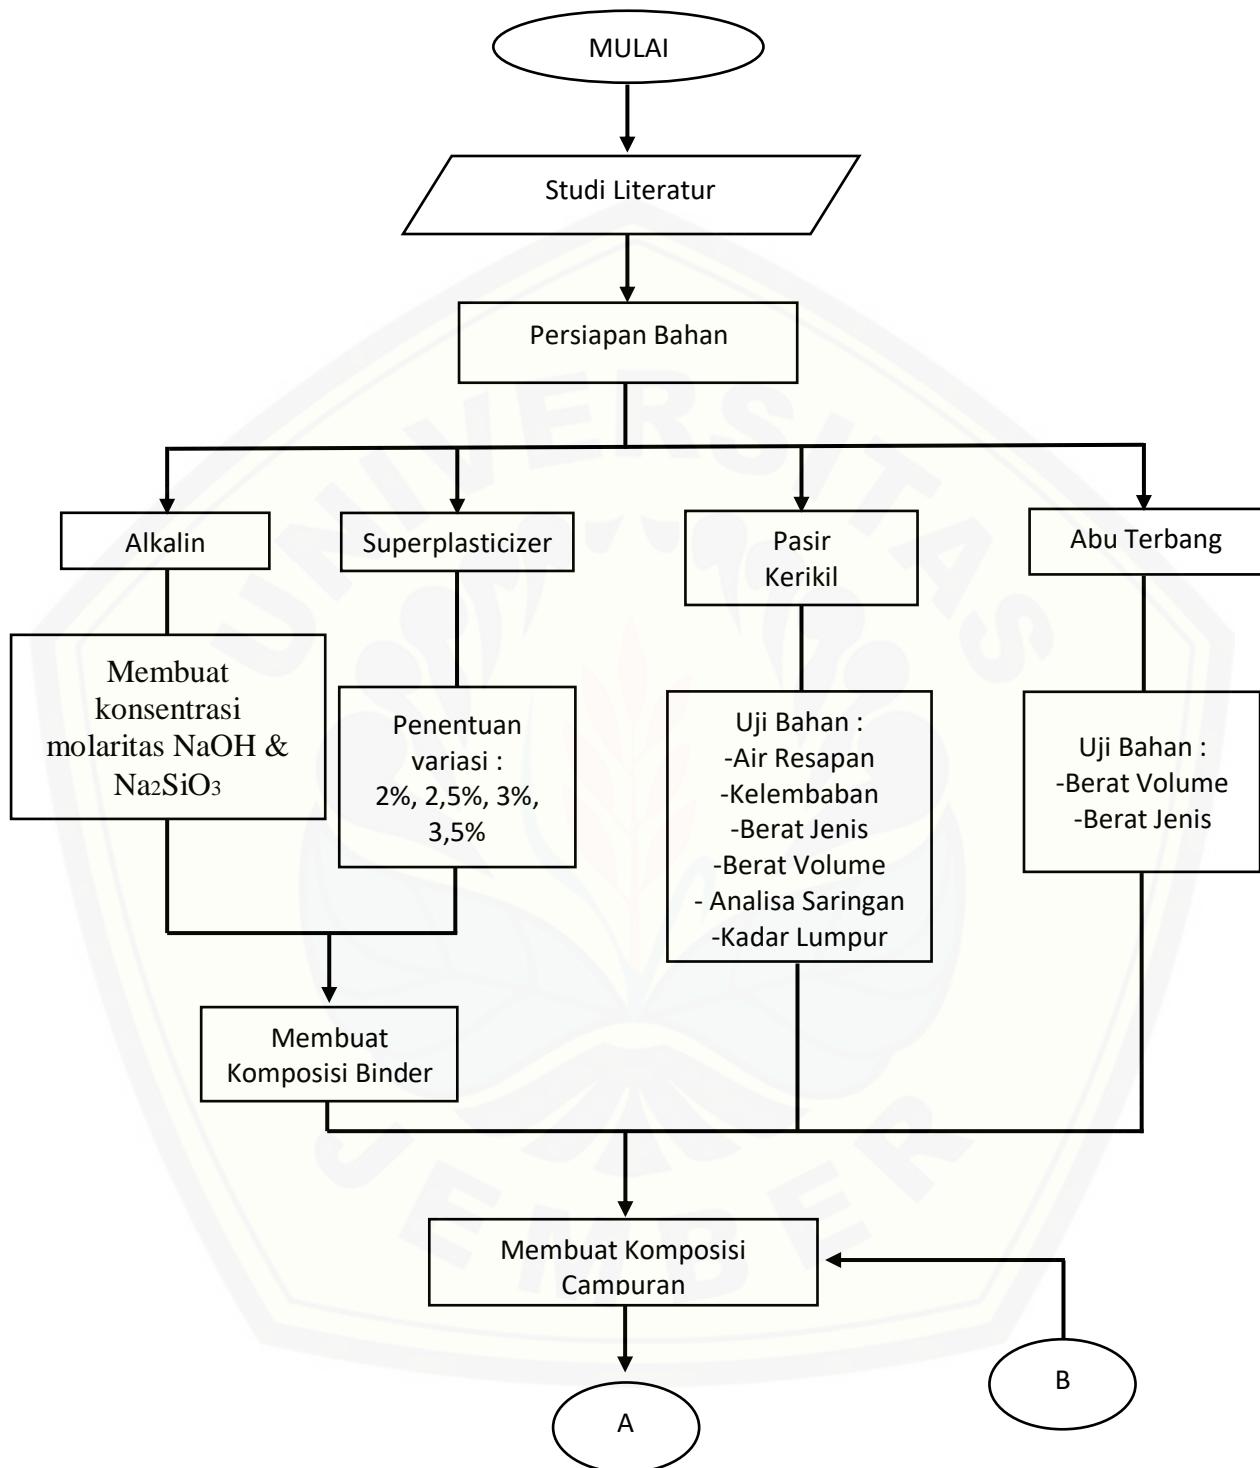 MULAI
Studi Literatur
Persiapan Bahan
Alkalin
Superplasticizer
Pasir
Kerikil
Abu Terbang
Membuat
konsentrasi
molaritas NaOH &
Na2SiO3
Penentuan
variasi :
2%, 2,5%, 3%,
3,5%
Uji Bahan :
-Air Resapan
-Kelembaban
-Berat Jenis
-Berat Volume
- Analisa Saringan
-Kadar Lumpur
Uji Bahan :
-Berat Volume
-Berat Jenis
Membuat
Komposisi Binder
Membuat Komposisi
Campuran
A
B
UNIVERSITAS
JEMBER